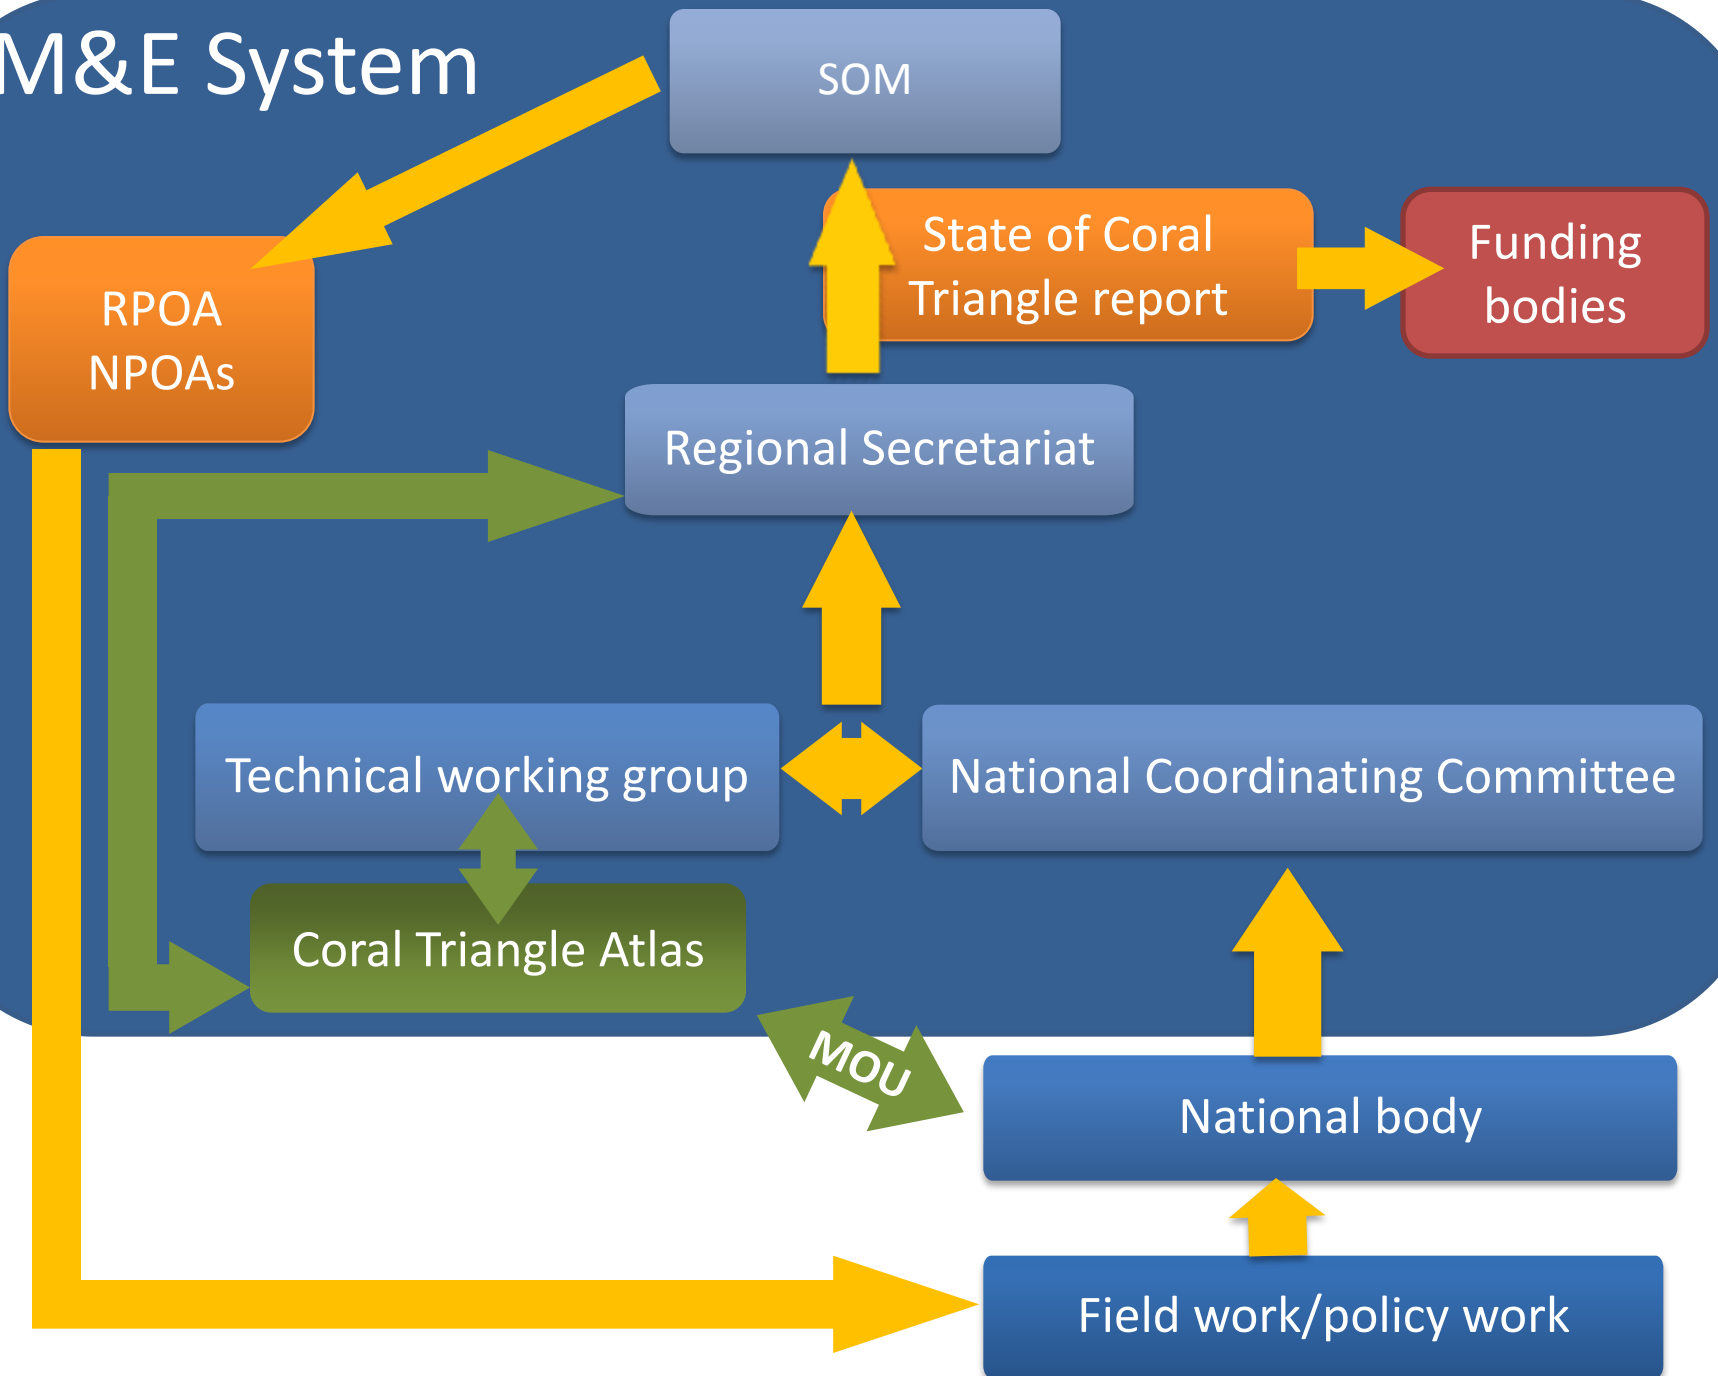 M&E System
SOM
State of Coral
Triangle report
Funding
bodies
RPOA
NPOAs
Regional Secretariat
Technical working group
National Coordinating Committee
Coral Triangle Atlas
MOU
National body
Field work/policy work